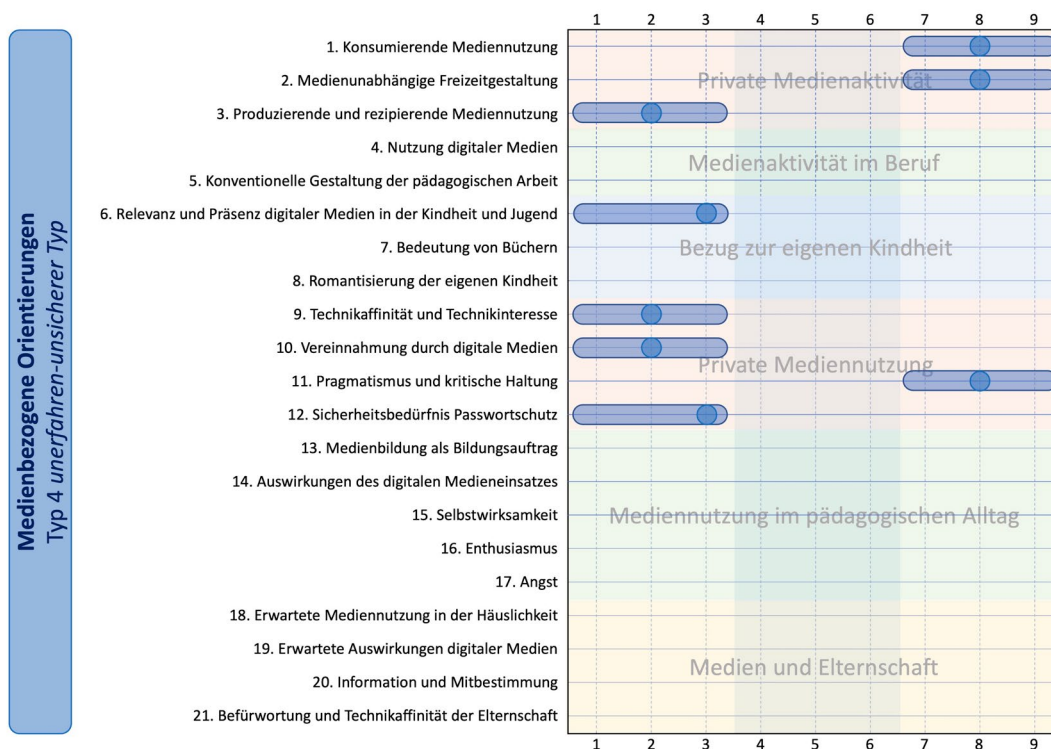 Medienbezogene Orientierungen
Typ 4 unerfahren-unsicherer Typ
1 2 3 4 5 6 7 8 9
1. Konsumierende Mediennutzung
2. Medienunabhängige Freizeitgestaltung
3. Produzierende und rezipierende Mediennutzung
Private Medienaktivität
4. Nutzung digitaler Medien
5. Konventionelle Gestaltung der pädagogischen Arbeit
Medienaktivität im Beruf
6. Relevanz und Präsenz digitaler Medien in der Kindheit und Jugend
7. Bedeutung von Büchern
8. Romantisierung der eigenen Kindheit
Bezug zur eigenen Kindheit
9. Technikaffinität und Technikinteresse
10. Vereinnahmung durch digitale Medien
11. Pragmatismus und kritische Haltung
12. Sicherheitsbedürfnis Passwortschutz
Private Mediennutzung
13. Medienbildung als Bildungsauftrag
14. Auswirkungen des digitalen Medieneinsatzes
15. Selbstwirksamkeit
16. Enthusiasmus
17. Angst
Mediennutzung im pädagogischen Alltag
18. Erwartete Mediennutzung in der Häuslichkeit
19. Erwartete Auswirkungen digitaler Medien
20. Information und Mitbestimmung
21. Befürwortung und Technikaffinität der Elternschaft
Medien und Elternschaft
1 2 3 4 5 6 7 8 9